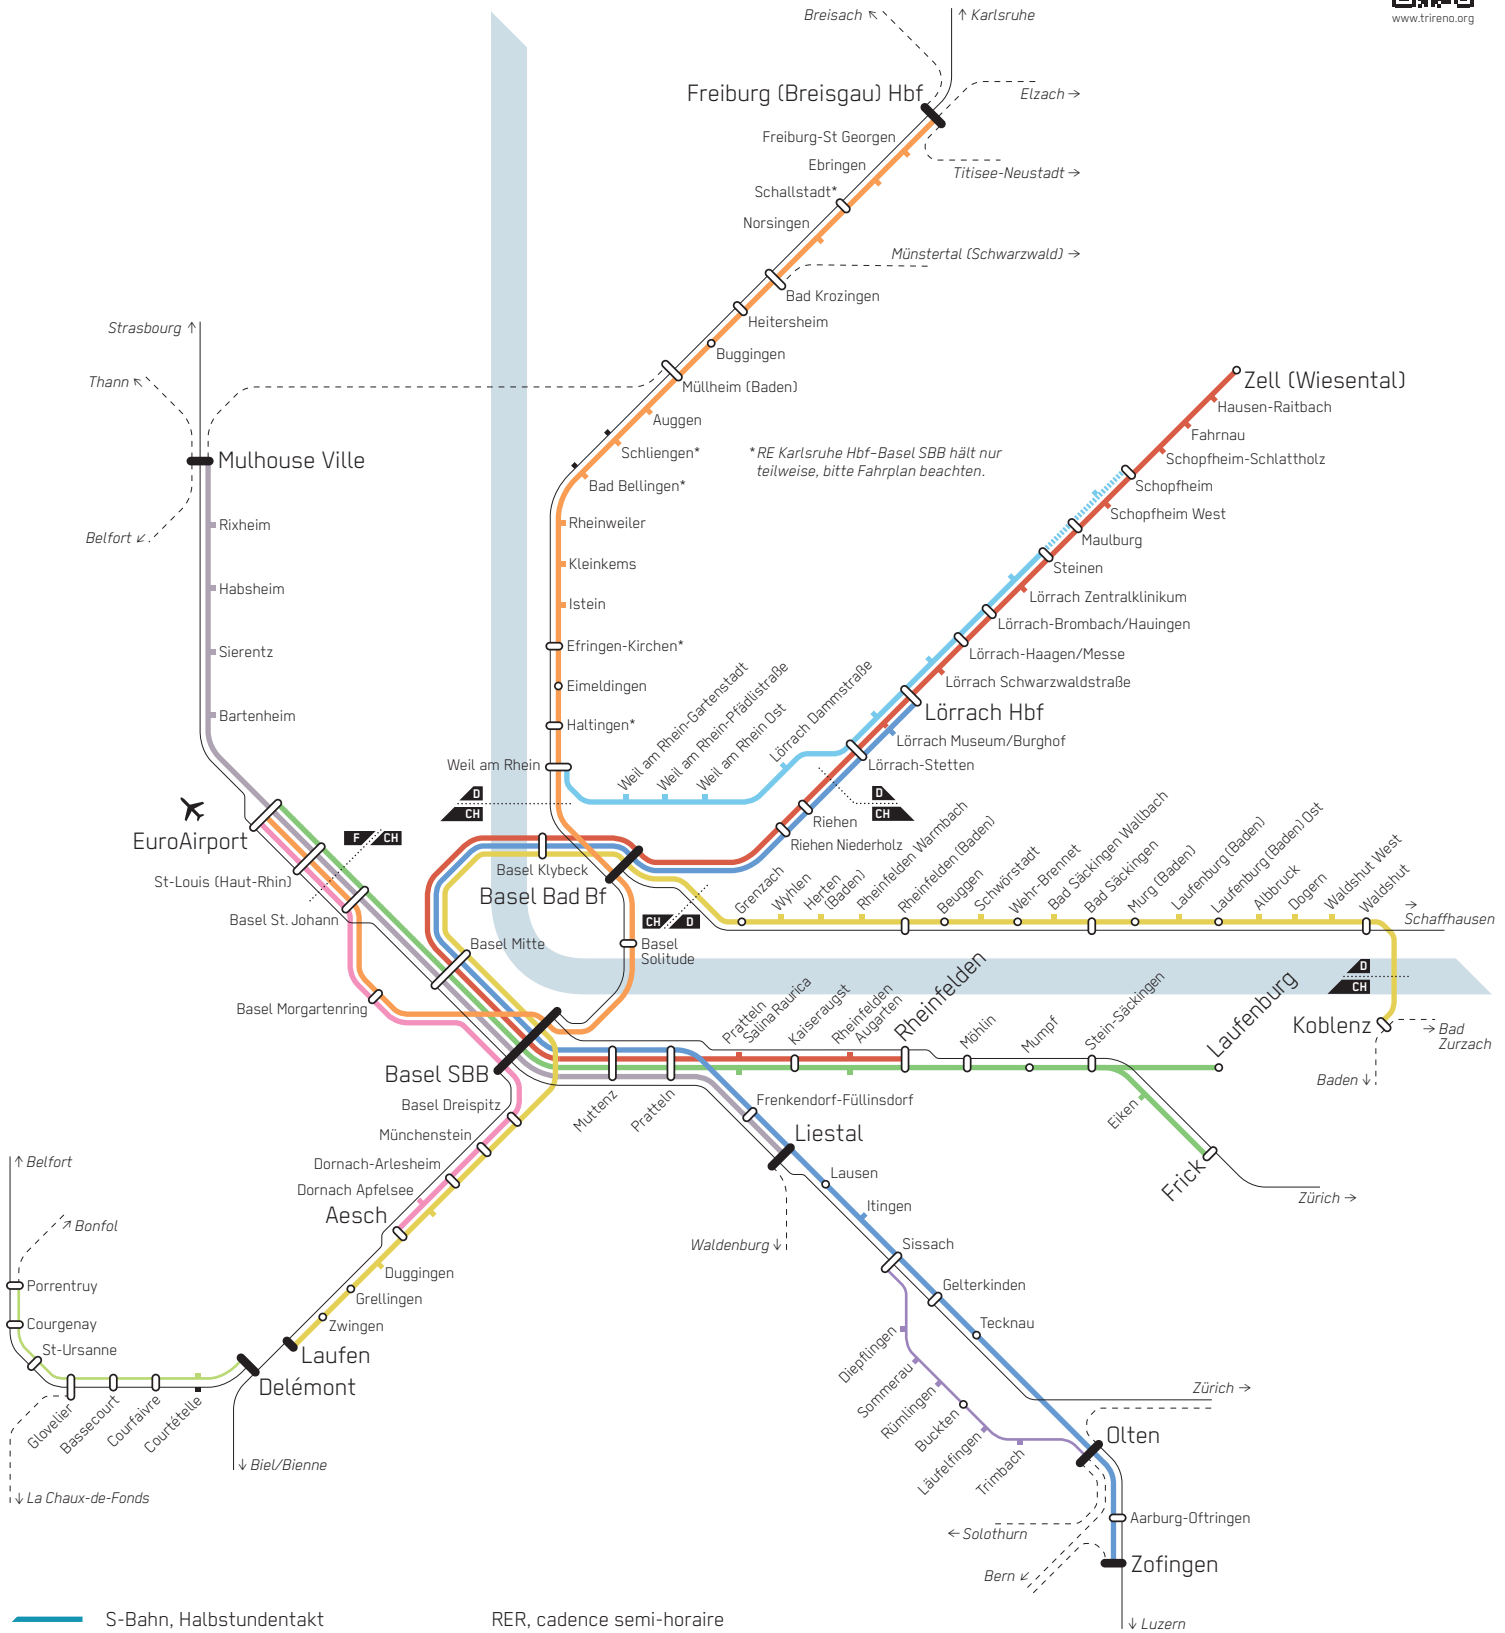 www.trireno.org
Breisach ↖
↑ Karlsruhe
Freiburg (Breisgau) Hbf
Elzach →
Freiburg-St Georgen
Ebringen
Titisee-Neustadt →
Schallstadt*
Norsingen
Münstertal (Schwarzwald) →
Bad Krozingen
Heitersheim
Buggingen
Müllheim (Baden)
Auggen
Schliengen*
Bad Bellingen*
*RE Karlsruhe Hbf–Basel SBB hält nur
teilweise, bitte Fahrplan beachten.
Rheinweiler
Kleinkems
Istein
Efringen-Kirchen*
Eimeldingen
Haltingen*
Weil am Rhein
Strasbourg ↑
Thann ↖
Mulhouse Ville
Belfort ↙
Rixheim
Habsheim
Sierentz
Bartenheim
EuroAirport
St-Louis (Haut-Rhin)
Basel St. Johann
F
CH
Zell (Wiesental)
Hausen-Raitbach
Fahrnau
Schopfheim-Schlattholz
Schopfheim
Schopfheim West
Maulburg
Steinen
Lörrach Zentralklinikum
Lörrach-Brombach/Hauingen
Lörrach-Haagen/Messe
Lörrach Schwarzwaldstraße
Lörrach Hbf
Lörrach Museum/Burghof
Lörrach-Stetten
Weil am Rhein-Gartenstadt
Weil am Rhein-Pfädlistraße
Weil am Rhein Ost
Lörrach Dammstraße
D
CH
D
CH
Riehen
Riehen Niederholz
Basel Klybeck
Basel Bad Bf
CH
D
Grenzach
Wyhlen
Herten
(Baden)
Rheinfelden Warmbach
Rheinfelden (Baden)
Beuggen
Schwörstadt
Wehr-Brennet
Bad Säckingen Wallbach
Bad Säckingen
Murg (Baden)
Laufenburg (Baden)
Laufenburg (Baden) Ost
Albbruck
Dogern
Waldshut West
Waldshut
→
Schaffhausen
D
CH
Koblenz
→ Bad
Zurzach
Baden ↓
Basel Mitte
Basel
Solitude
Basel Morgartenring
Basel SBB
Basel Dreispitz
Münchenstein
Dornach-Arlesheim
Dornach Apfelsee
Aesch
Duggingen
Grellingen
Zwingen
Laufen
Delémont
↓ Biel/Bienne
↑ Belfort
↗ Bonfol
Porrentruy
Courgenay
St-Ursanne
Glovelier
Bassecourt
Courfaivre
Courtételle
↓ La Chaux-de-Fonds
Muttenz
Pratteln
Pratteln
Salina Raurica
Kaiseraugst
Rheinfelden
Augarten
Rheinfelden
Möhlin
Mumpf
Stein-Säckingen
Laufenburg
Eiken
Frick
Zürich →
Frenkendorf-Füllinsdorf
Liestal
Lausen
Itingen
Waldenburg ↓
Sissach
Gelterkinden
Tecknau
Diepflingen
Sommerau
Rümlingen
Buckten
Läufelfingen
Trimbach
Zürich →
Olten
Aarburg-Oftringen
← Solothurn
Bern ↙
Zofingen
↓ Luzern
S-Bahn, Halbstundentakt
RER, cadence semi-horaire